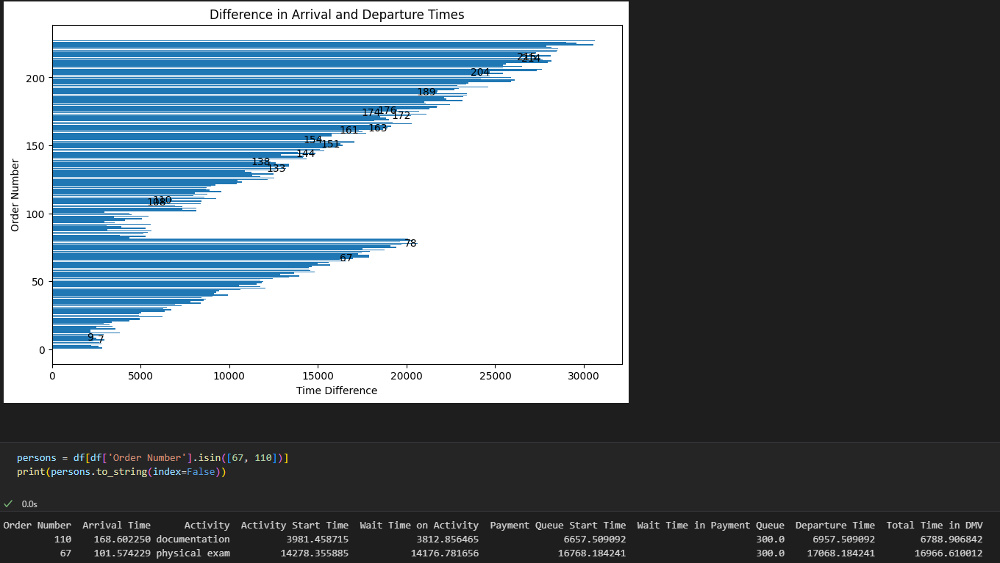 Difference in Arrival and Departure Times
Order Number
200
150
100
50
0
214
204
189
174 176
172
161 163
154
151
144
138
133
110
78
67
9 7
0 5000 10000 15000 20000 25000 30000
Time Difference
persons = df[df['Order Number'].isin([67, 110])]
print(persons.to_string(index=False))
0.0s
Order Number Arrival Time Activity Activity Start Time Wait Time on Activity Payment Queue Start Time Wait Time in Payment Queue Departure Time Total Time in DMV
110 168.602250 documentation 3981.458715 3812.856465 6657.509092 300.0 6957.509092 6788.906842
67 101.574229 physical exam 14278.355885 14176.781656 16768.184241 300.0 17068.184241 16966.610012